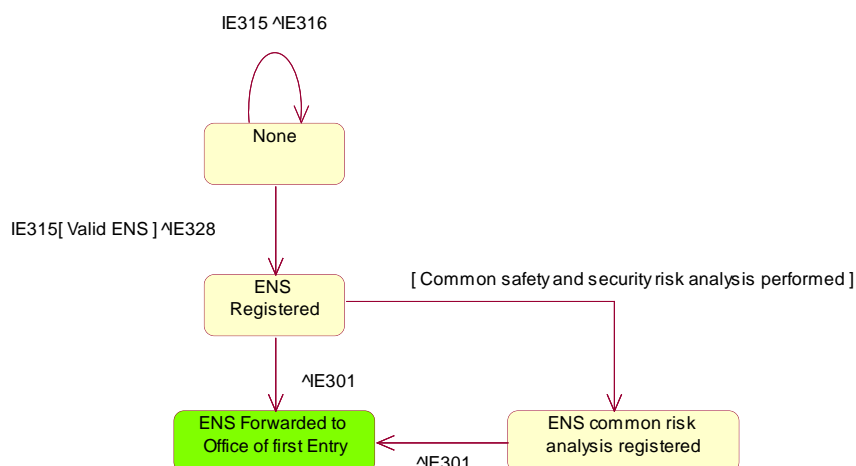 IE315 ^IE316
None
IE315[ Valid ENS ] ^IE328
ENS
Registered
[ Common safety and security risk analysis performed ]
^IE301
ENS Forwarded to
Office of first Entry
ENS common risk
analysis registered
^IE301